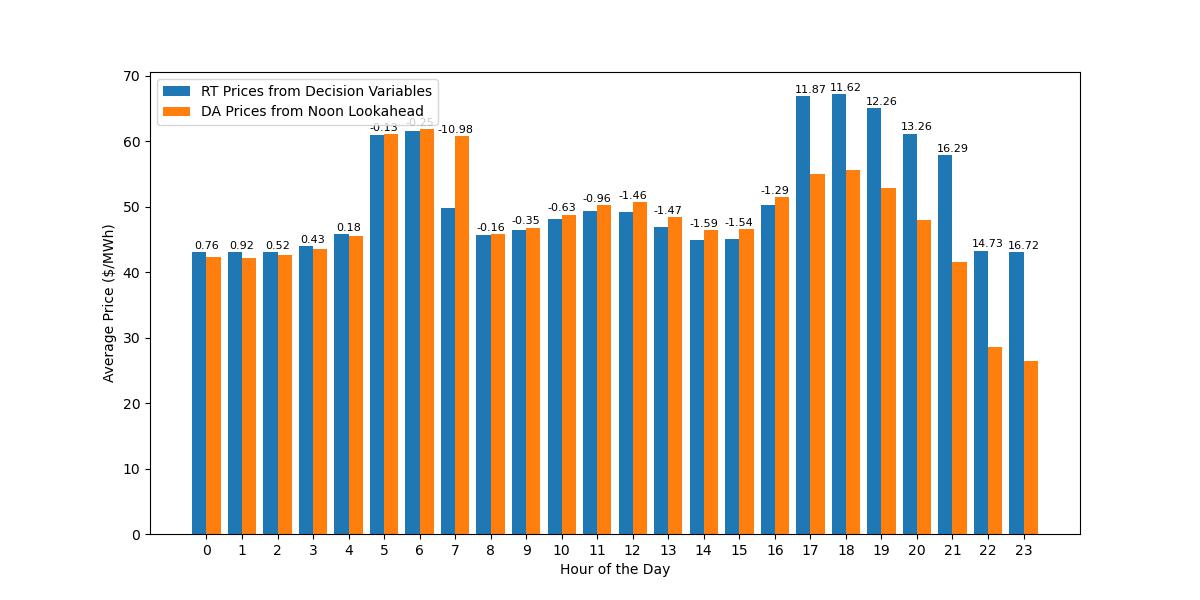 70
RT Prices from Decision Variables
DA Prices from Noon Lookahead
60
50
40
30
20
10
0
Average Price ($/MWh)
0.76 0.92 0.52 0.43 0.18 -0.13 -0.25 -10.98 -0.16 -0.35 -0.63 -0.96 -1.46 -1.47 -1.59 -1.54 -1.29 11.87 11.62 12.26 13.26 16.29 14.73 16.72
0 1 2 3 4 5 6 7 8 9 10 11 12 13 14 15 16 17 18 19 20 21 22 23
Hour of the Day